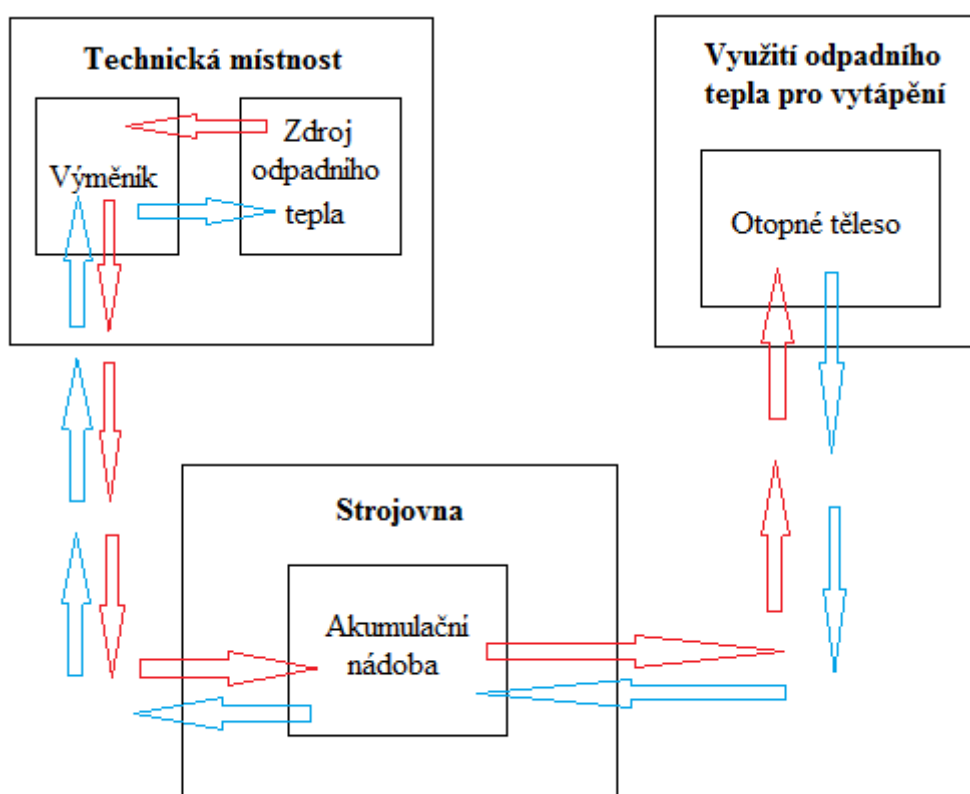 Technická místnost
Výměník
Zdroj
odpadního
tepla
Využití odpadního
tepla pro vytápění
Otopné těleso
Strojovna
Akumulační
nádoba